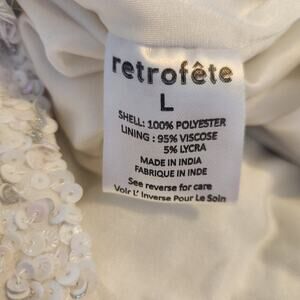 retrofête
L
SHELL: 100% POLYESTER
LINING : 95% VISCOSE
5% LYCRA
MADE IN INDIA
FABRIQUE IN INDE
See reverse for care
Voir L' Inverse Pour Le Soin